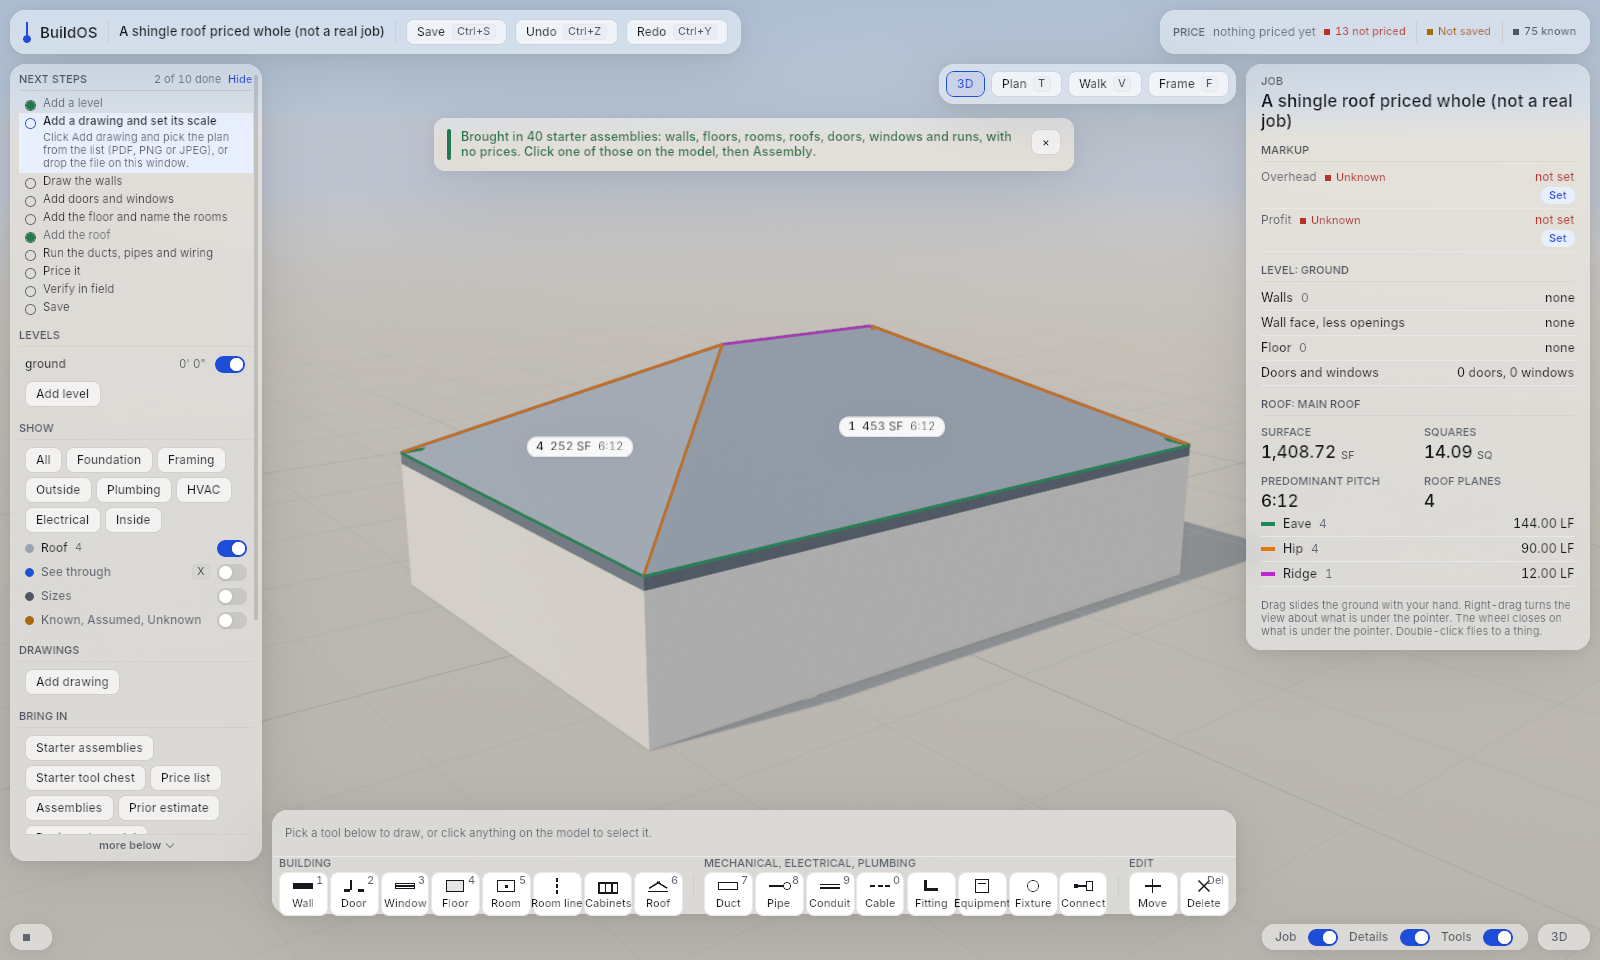 BuildOS
A shingle roof priced whole (not a real job)
Save Ctrl+S
Undo Ctrl+Z
Redo Ctrl+Y
PRICE nothing priced yet 13 not priced Not saved 75 known
NEXT STEPS 2 of 10 done Hide
Add a level
Add a drawing and set its scale
Click Add drawing and pick the plan
from the list (PDF, PNG or JPEG), or
drop the file on this window.
Draw the walls
Add doors and windows
Add the floor and name the rooms
Add the roof
Run the ducts, pipes and wiring
Price it
Verify in field
Save
LEVELS
ground 0' 0"
Add level
SHOW
All Foundation Framing
Outside Plumbing HVAC
Electrical Inside
Roof 4
See through X
Sizes
Known, Assumed, Unknown
DRAWINGS
Add drawing
BRING IN
Starter assemblies
Starter tool chest Price list
Assemblies Prior estimate
more below
3D Plan T Walk V Frame F
Brought in 40 starter assemblies: walls, floors, rooms, roofs, doors, windows and runs, with
no prices. Click one of those on the model, then Assembly.
×
4 252 SF 6:12
1 453 SF 6:12
JOB
A shingle roof priced whole (not a real
job)
MARKUP
Overhead Unknown not set
Set
Profit Unknown not set
Set
LEVEL: GROUND
Walls 0 none
Wall face, less openings none
Floor 0 none
Doors and windows 0 doors, 0 windows
ROOF: MAIN ROOF
SURFACE SQUARES
1,408.72 SF 14.09 SQ
PREDOMINANT PITCH ROOF PLANES
6:12 4
Eave 4 144.00 LF
Hip 4 90.00 LF
Ridge 1 12.00 LF
Drag slides the ground with your hand. Right-drag turns the
view about what is under the pointer. The wheel closes on
what is under the pointer. Double-click flies to a thing.
Pick a tool below to draw, or click anything on the model to select it.
BUILDING MECHANICAL, ELECTRICAL, PLUMBING EDIT
1 2 3 4 5 6 7 8 9 0 Del
Wall Door Window Floor Room Room line Cabinets Roof Duct Pipe Conduit Cable Fitting Equipment Fixture Connect Move Delete
Job Details Tools 3D